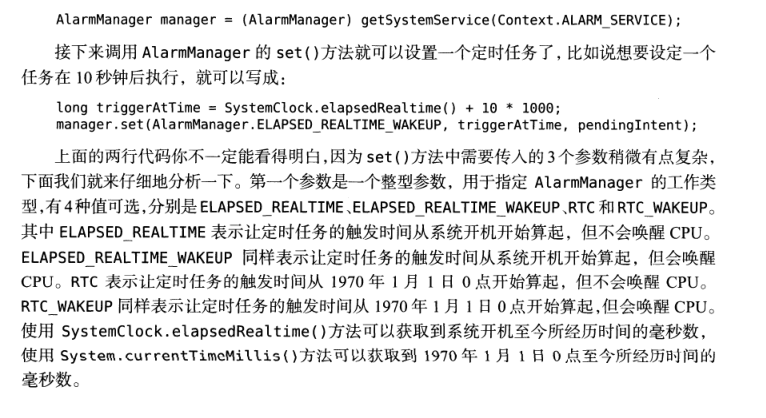 AlarmManager manager = (AlarmManager) getSystemService(Context.ALARM_SERVICE);
接下来调用 AlarmManager 的 set()方法就可以设置一个定时任务了，比如说想要设定一个
任务在 10 秒钟后执行，就可以写成：
long triggerAtTime = SystemClock.elapsedRealtime() + 10 * 1000;
manager.set(AlarmManager.ELAPSED_REALTIME_WAKEUP, triggerAtTime, pendingIntent);
上面的两行代码你不一定能看得明白，因为 set()方法中需要传入的 3 个参数稍微有点复杂，
下面我们就来仔细地分析一下。第一个参数是一个整型参数，用于指定 AlarmManager 的工作类
型，有 4 种值可选，分别是 ELAPSED_REALTIME、ELAPSED_REALTIME_WAKEUP、RTC 和 RTC_WAKEUP。
其中 ELAPSED_REALTIME 表示让定时任务的触发时间从系统开机开始算起，但不会唤醒 CPU。
ELAPSED_REALTIME_WAKEUP 同样表示让定时任务的触发时间从系统开机开始算起，但会唤醒
CPU。RTC 表示让定时任务的触发时间从 1970 年 1 月 1 日 0 点开始算起，但不会唤醒 CPU。
RTC_WAKEUP 同样表示让定时任务的触发时间从 1970 年 1 月 1 日 0 点开始算起，但会唤醒 CPU。
使用 SystemClock.elapsedRealtime()方法可以获取到系统开机至今所经历时间的毫秒数，
使用 System.currentTimeMillis()方法可以获取到 1970 年 1 月 1 日 0 点至今所经历时间的
毫秒数。